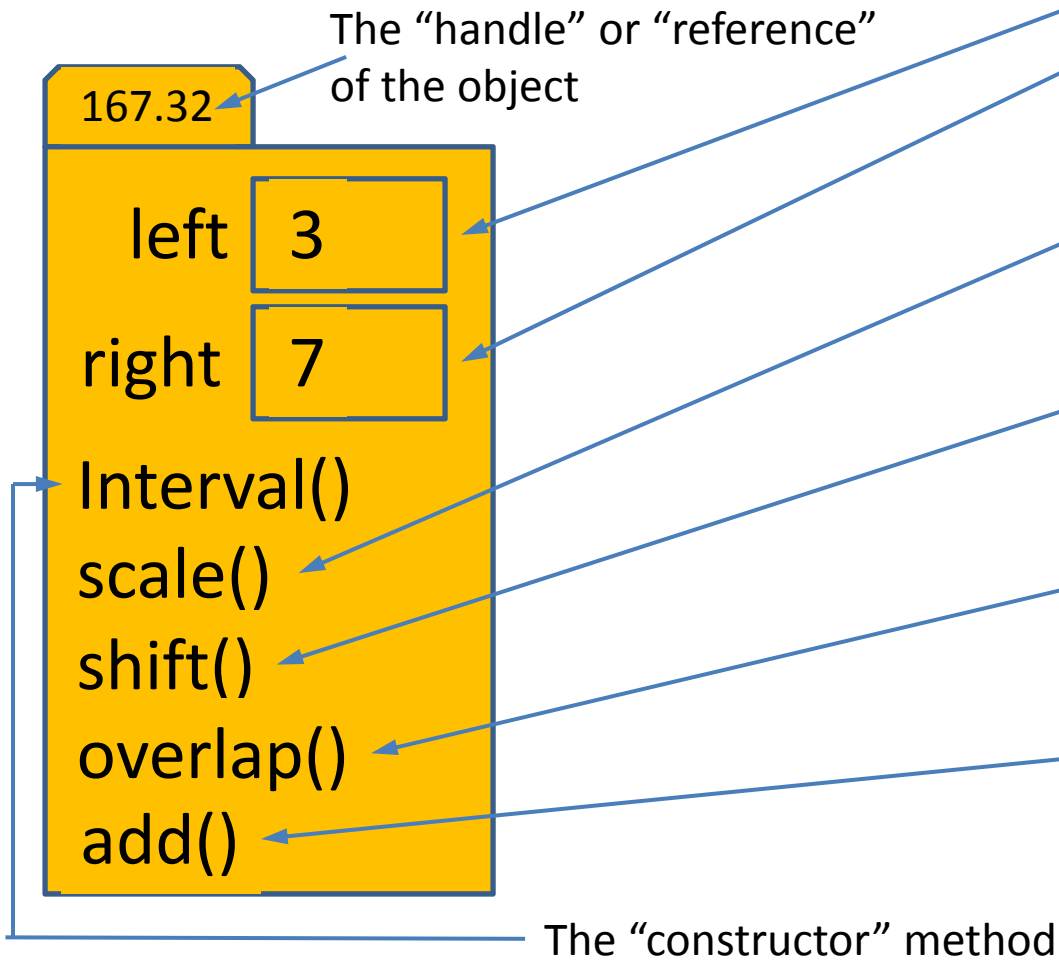 The “handle” or “reference”
of the object
167.32
left 3
right 7
Interval()
scale()
shift()
overlap()
add()
The “constructor” method